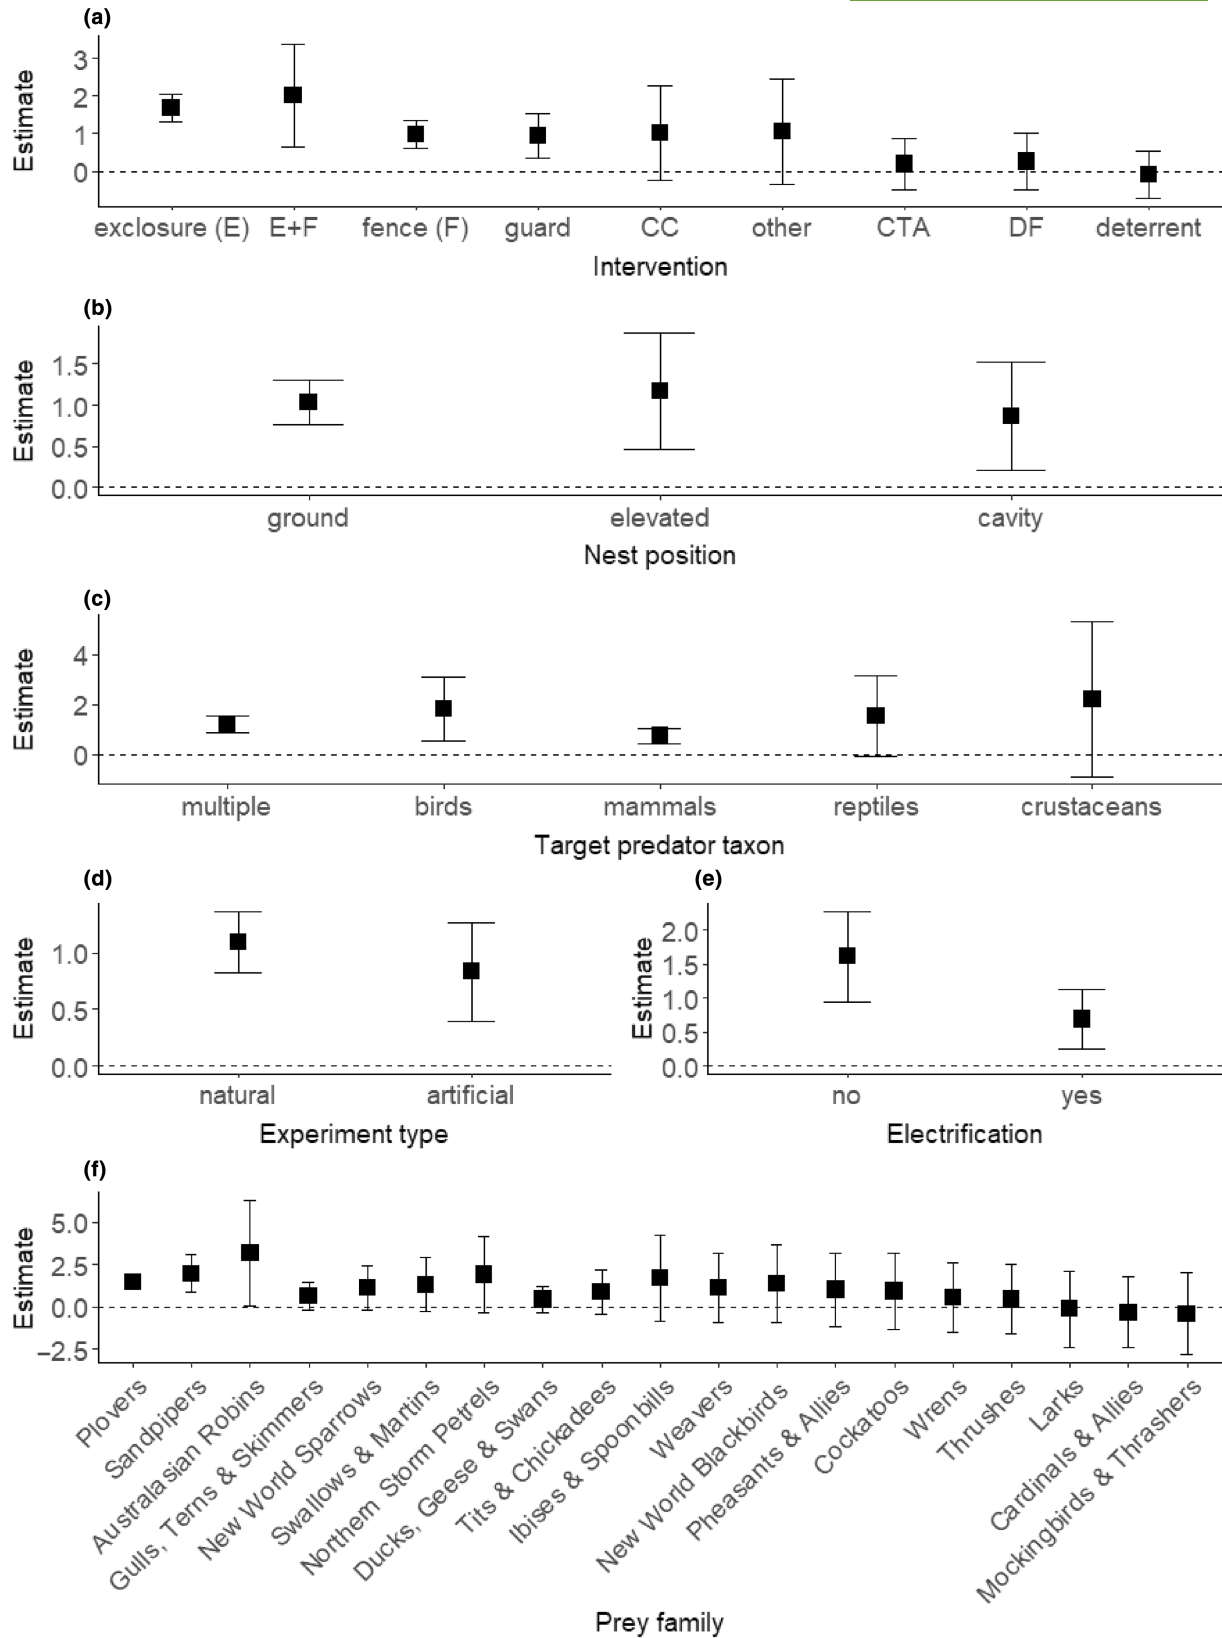 (a)
Estimate
3
2
1
0
exclosure (E) E+F fence (F) guard CC other CTA DF deterrent
Intervention
(b)
Estimate
1.5
1.0
0.5
0.0
ground elevated cavity
Nest position
(c)
Estimate
4
2
0
multiple birds mammals reptiles crustaceans
Target predator taxon
(d)
Estimate
1.0
0.5
0.0
natural artificial
Experiment type
(e)
Estimate
2.0
1.5
1.0
0.5
0.0
no yes
Electrification
(f)
Estimate
5.0
2.5
0.0
−2.5
Plovers
Sandpipers
Australasian Robins
Gulls, Terns & Skimmers
New World Sparrows
Swallows & Martins
Northern Storm Petrels
Ducks, Geese & Swans
Tits & Chickadees
Ibises & Spoonbills
Weavers
New World Blackbirds
Pheasants & Allies
Cockatoos
Wrens
Thrushes
Larks
Cardinals & Allies
Mockingbirds & Thrashers
Prey family